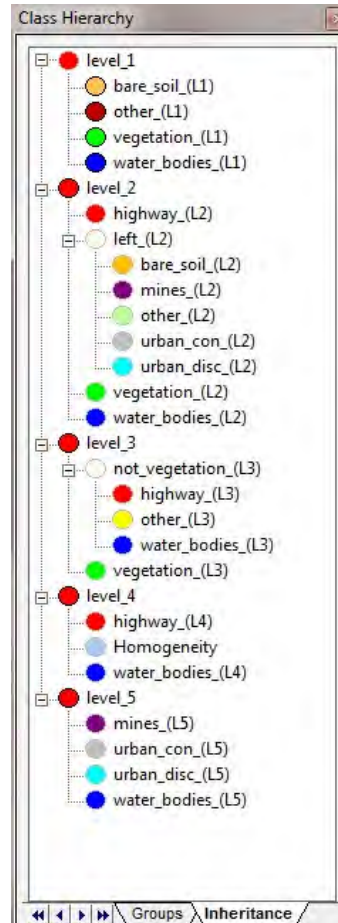 Class Hierarchy
level_1
bare_soil_(L1)
other_(L1)
vegetation_(L1)
water_bodies_(L1)
level_2
highway_(L2)
left_(L2)
bare_soil_(L2)
mines_(L2)
other_(L2)
urban_con_(L2)
urban_disc_(L2)
vegetation_(L2)
water_bodies_(L2)
level_3
not_vegetation_(L3)
highway_(L3)
other_(L3)
water_bodies_(L3)
vegetation_(L3)
level_4
highway_(L4)
Homogeneity
water_bodies_(L4)
level_5
mines_(L5)
urban_con_(L5)
urban_disc_(L5)
water_bodies_(L5)
Groups Inheritance